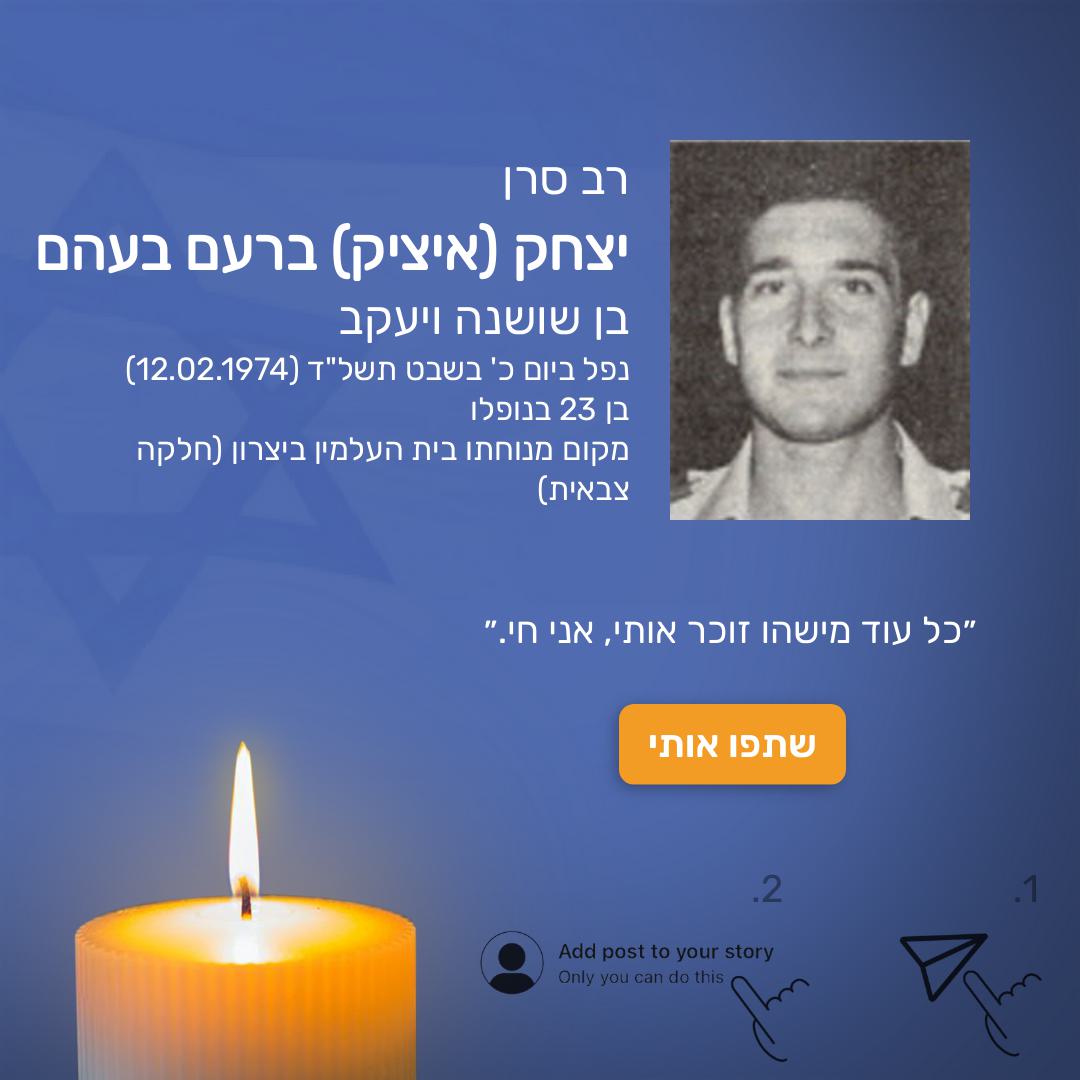 רב סרן
יצחק (איציק) ברעם בעהם
בן שושנה ויעקב
נפל ביום כ' בשבט תשל"ד (12.02.1974)
בן 23 בנופלו
מקום מנוחתו בית העלמין ביצרון (חלקה
צבאית)
״כל עוד מישהו זוכר אותי, אני חי.״
שתפו אותי
1.
2.
Add post to your story
Only you can do this